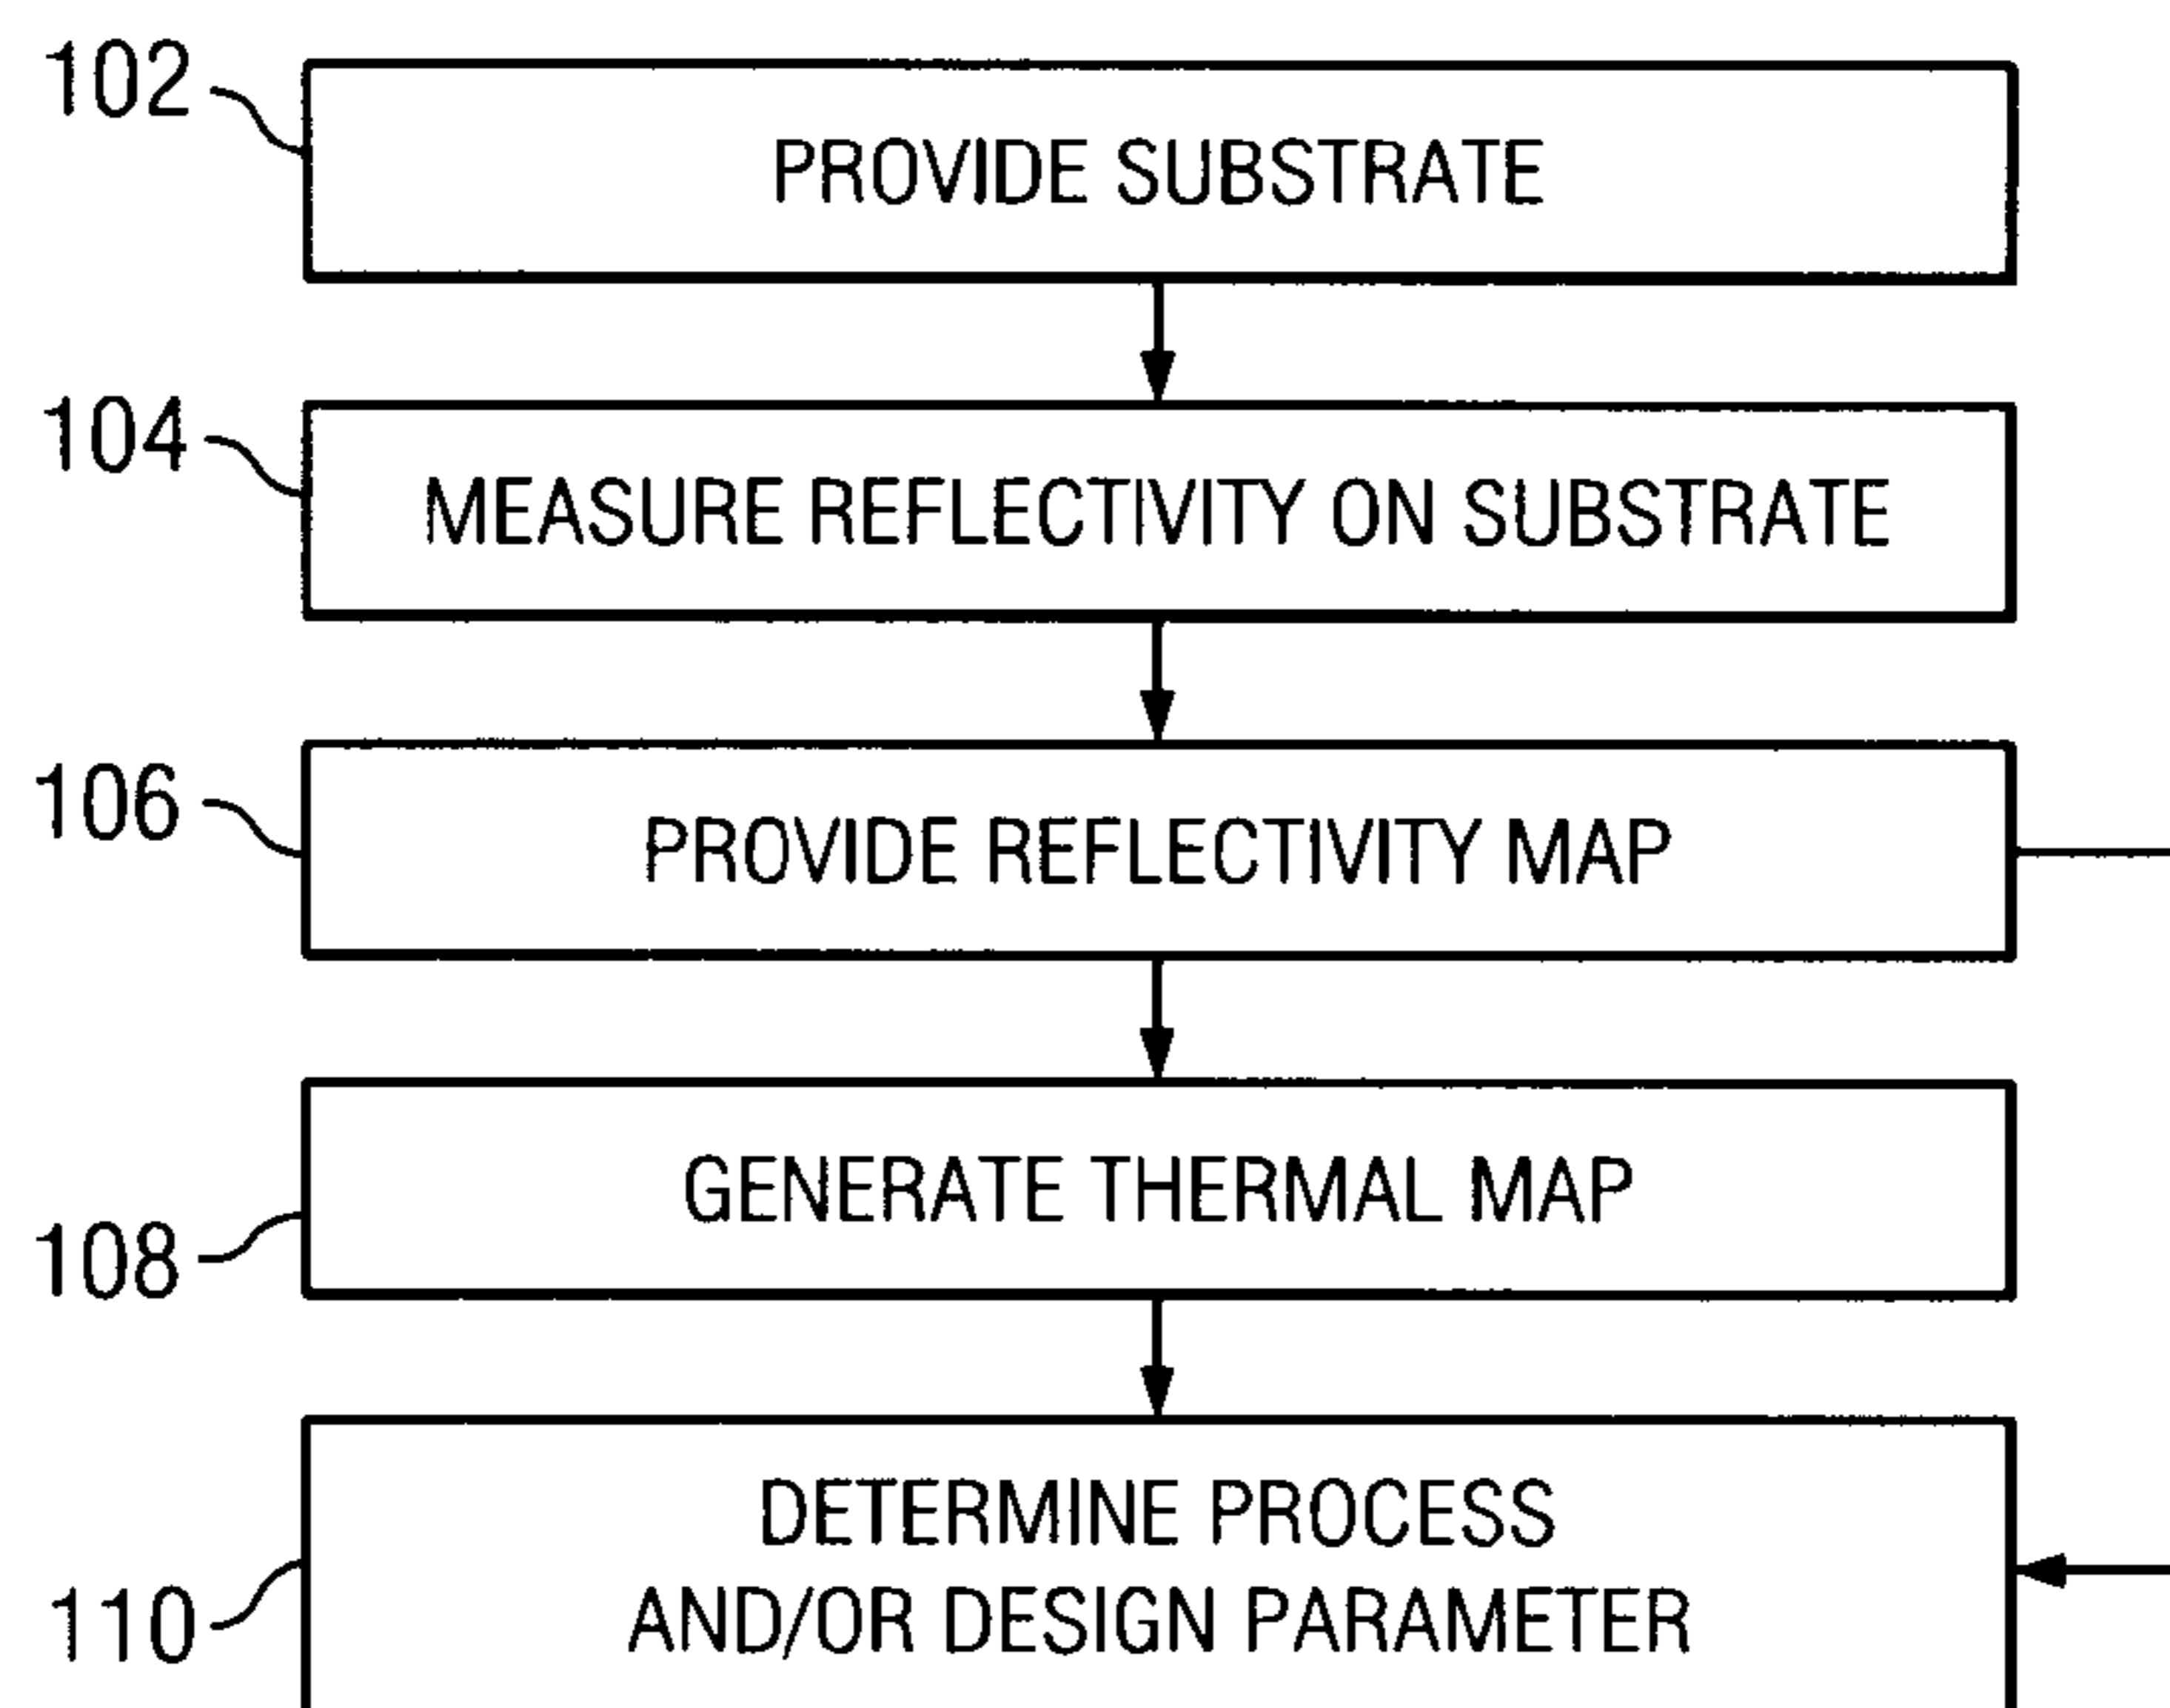 102
PROVIDE SUBSTRATE
104
MEASURE REFLECTIVITY ON SUBSTRATE
106
PROVIDE REFLECTIVITY MAP
GENERATE THERMAL MAP
108
DETERMINE PROCESS
AND/OR DESIGN PARAMETER
110